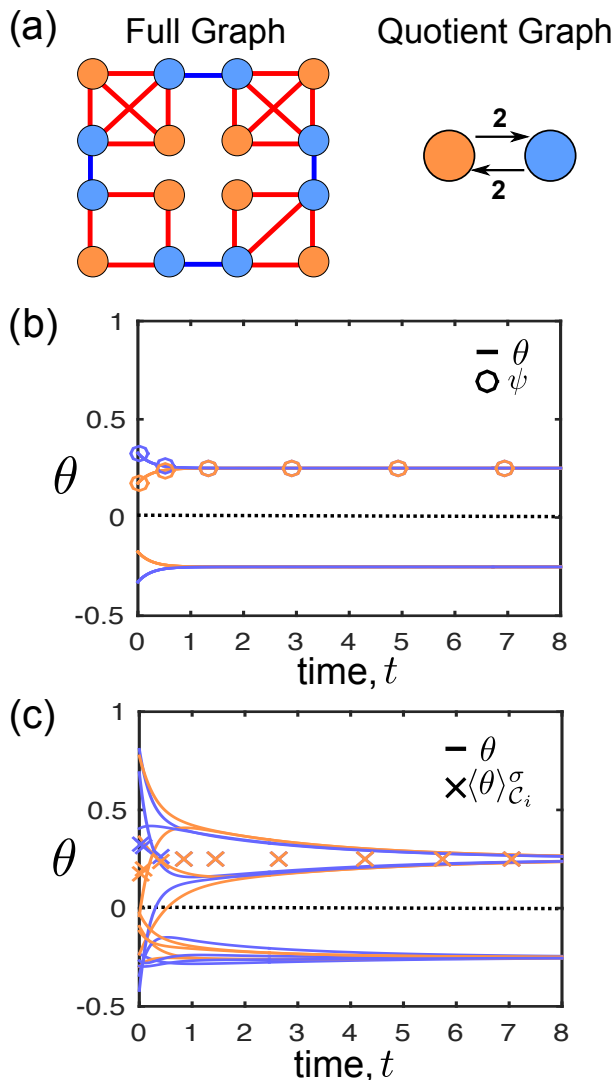 (a) Full Graph Quotient Graph
2
2
(b)
1
0.5
0
-0.5
θ
θ
ψ
0 1 2 3 4 5 6 7 8
time, t
(c)
1
0.5
0
-0.5
θ
θ
⟨θ⟩^σ_{C_i}
0 1 2 3 4 5 6 7 8
time, t